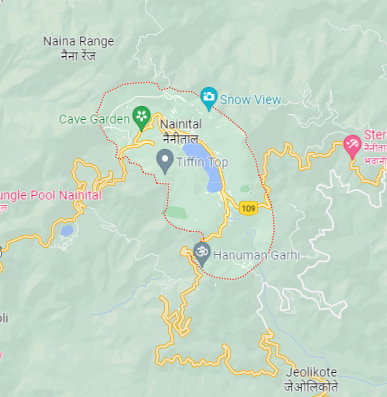 Naina Range
नैना रेंज
Snow View
Cave Garden
Nainital
नैनीताल
Tiffin Top
Jungle Pool Nainital
109
Hanuman Garhi
Jeolikote
जेओलिकोते